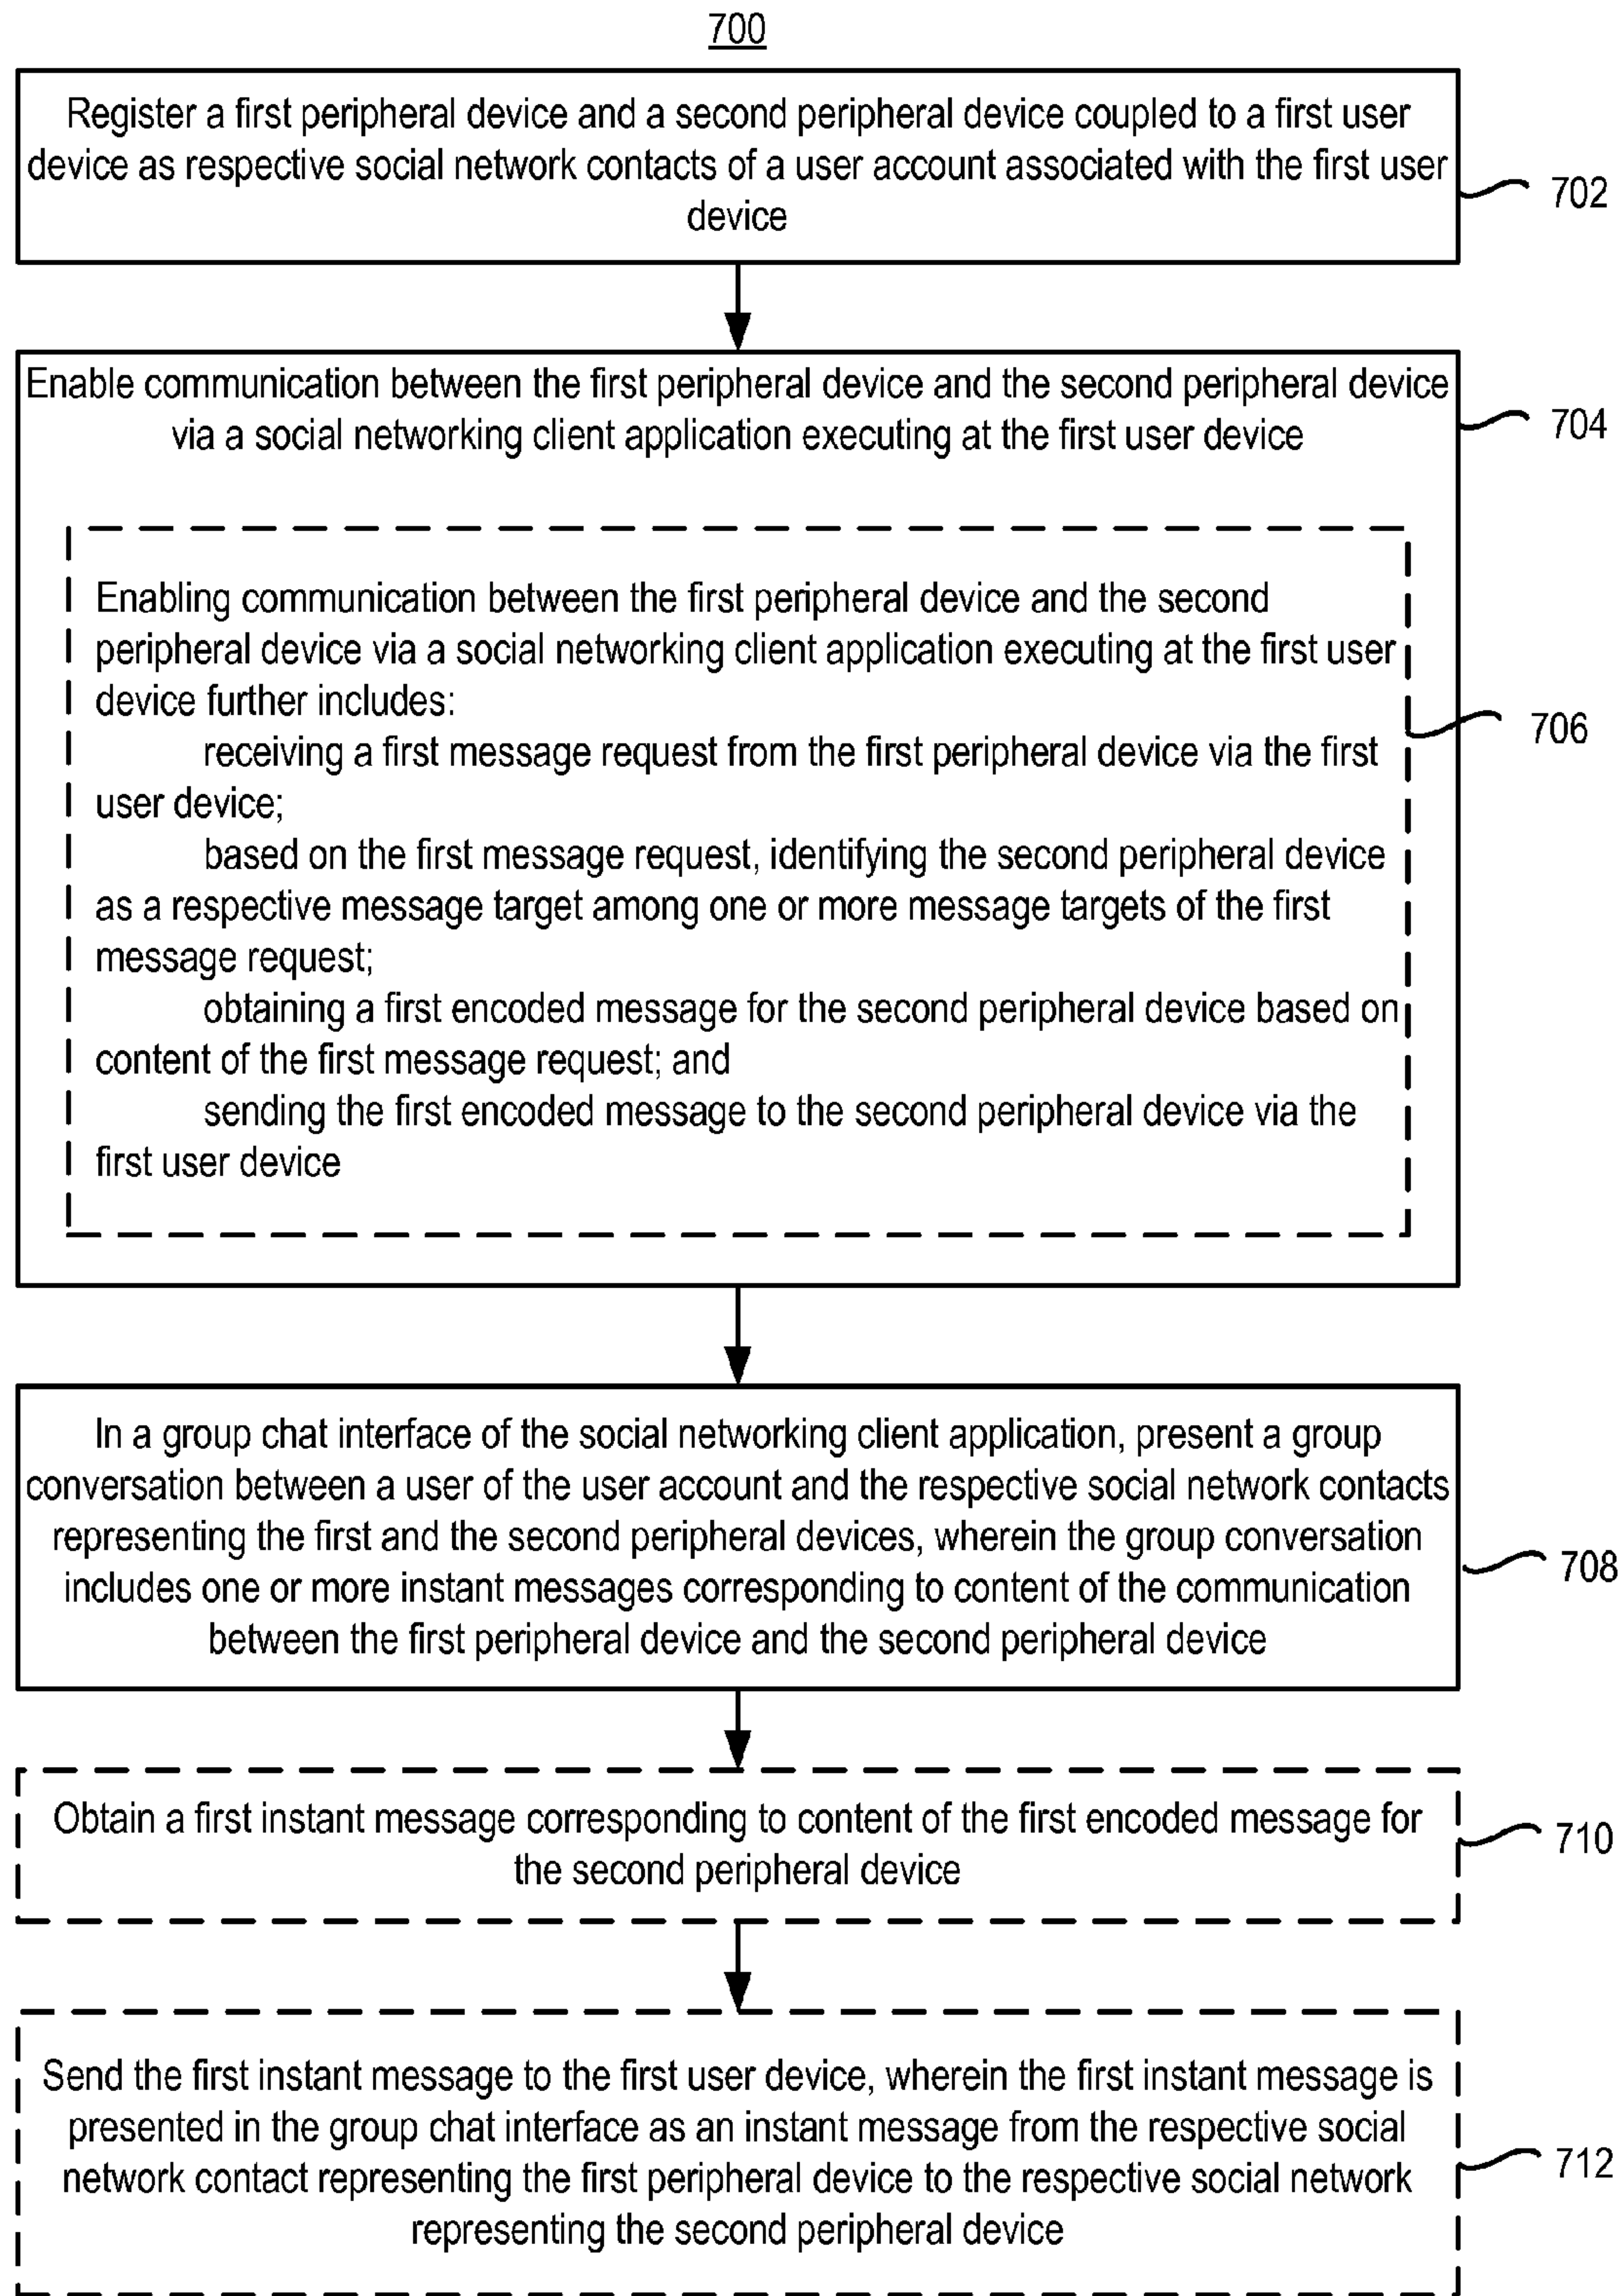 700
Register a first peripheral device and a second peripheral device coupled to a first user
device as respective social network contacts of a user account associated with the first user
device
702
Enable communication between the first peripheral device and the second peripheral device
via a social networking client application executing at the first user device
704
Enabling communication between the first peripheral device and the second
peripheral device via a social networking client application executing at the first user
device further includes:
receiving a first message request from the first peripheral device via the first
user device;
based on the first message request, identifying the second peripheral device
as a respective message target among one or more message targets of the first
message request;
obtaining a first encoded message for the second peripheral device based on
content of the first message request; and
sending the first encoded message to the second peripheral device via the
first user device
706
In a group chat interface of the social networking client application, present a group
conversation between a user of the user account and the respective social network contacts
representing the first and the second peripheral devices, wherein the group conversation
includes one or more instant messages corresponding to content of the communication
between the first peripheral device and the second peripheral device
708
Obtain a first instant message corresponding to content of the first encoded message for
the second peripheral device
710
Send the first instant message to the first user device, wherein the first instant message is
presented in the group chat interface as an instant message from the respective social
network contact representing the first peripheral device to the respective social network
representing the second peripheral device
712